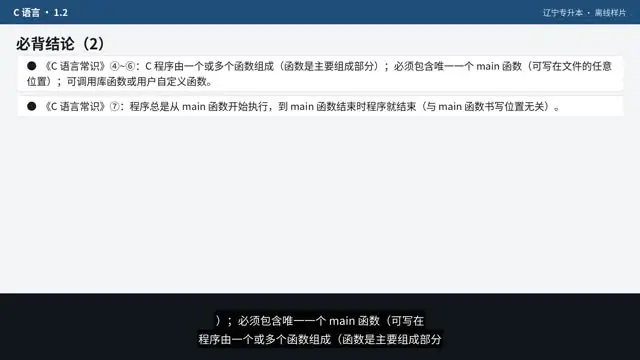 C 语言 · 1.2
辽宁专升本 · 离线样片
必背结论（2）
● 《C 语言常识》④~⑥：C 程序由一个或多个函数组成（函数是主要组成部分）；必须包含唯一一个 main 函数（可写在文件的任意
位置）；可调用库函数或用户自定义函数。
● 《C 语言常识》⑦：程序总是从 main 函数开始执行，到 main 函数结束时程序就结束（与 main 函数书写位置无关）。
）；必须包含唯一一个 main 函数（可写在
程序由一个或多个函数组成（函数是主要组成部分